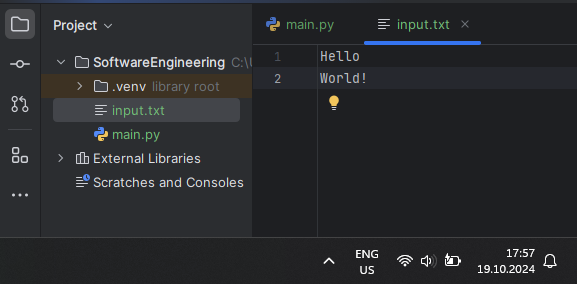 Project
main.py
input.txt
SoftwareEngineering C:\
.venv library root
input.txt
main.py
External Libraries
Scratches and Consoles
1 Hello
2 World!
ENG
US
17:57
19.10.2024